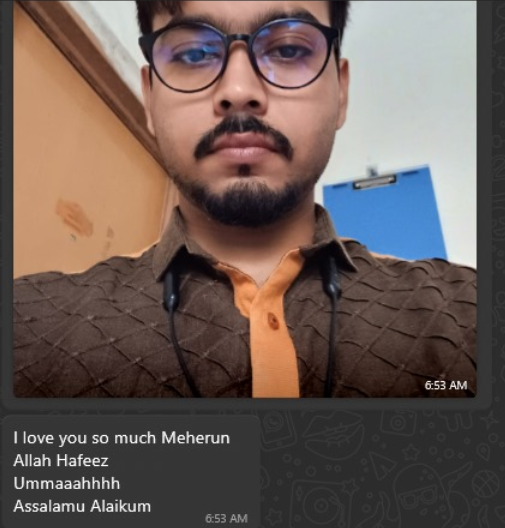 6:53 AM
I love you so much Meherun
Allah Hafeez
Ummaaahhhh
Assalamu Alaikum
6:53 AM